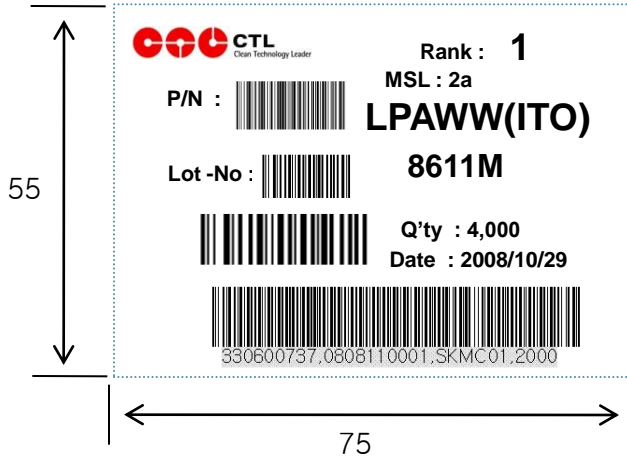 CTL
Clean Technology Leader
Rank : 1
MSL : 2a
P/N :
LPAWW(ITO)
Lot -No :
8611M
Q'ty : 4,000
Date : 2008/10/29
330600737,0808110001,SKMC01,2000
55
75